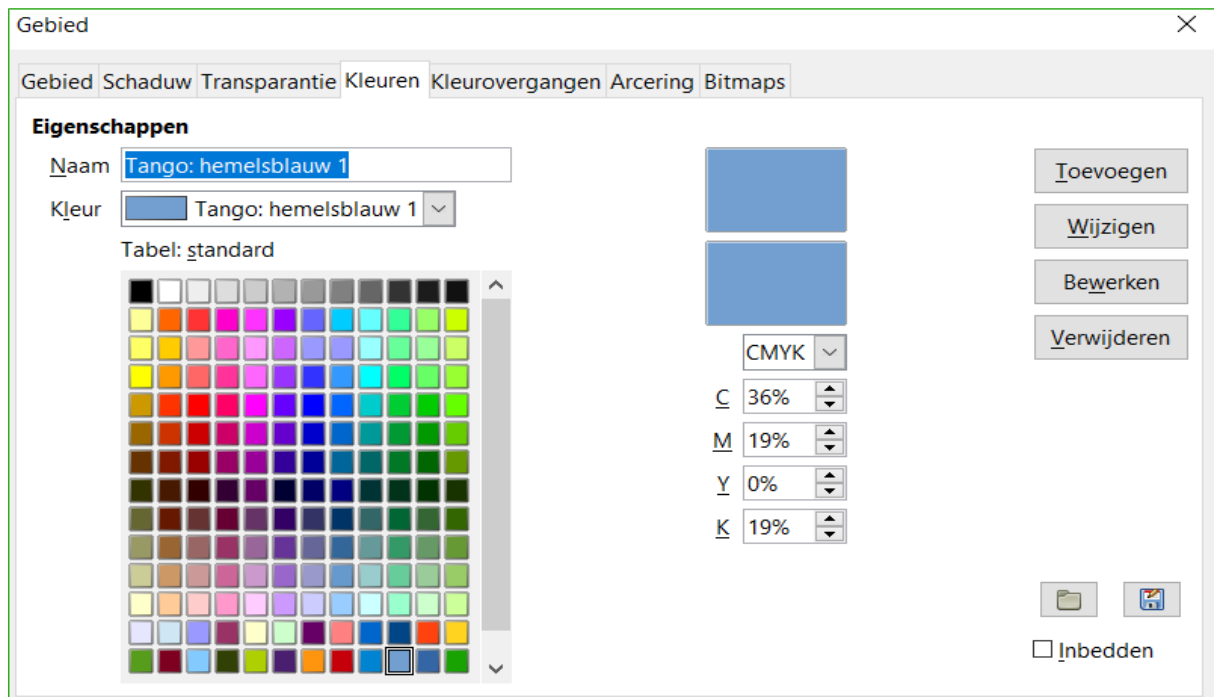 Gebied
Gebied Schaduw Transparantie Kleuren Kleurovergangen Arcering Bitmaps
Eigenschappen
Naam Tango: hemelsblauw 1
Kleur Tango: hemelsblauw 1
Tabel: standard
CMYK
C 36%
M 19%
Y 0%
K 19%
Toevoegen
Wijzigen
Bewerken
Verwijderen
Inbedden